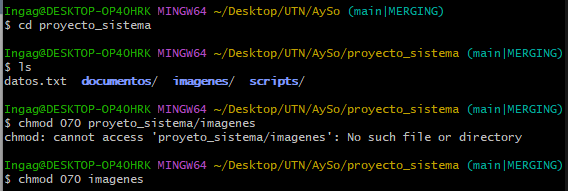 Ingag@DESKTOP-OP40HRK MINGW64 ~/Desktop/UTN/AySo (main|MERGING)
$ cd proyecto_sistema
Ingag@DESKTOP-OP40HRK MINGW64 ~/Desktop/UTN/AySo/proyecto_sistema (main|MERGING)
$ ls
datos.txt  documentos/  imagenes/  scripts/
Ingag@DESKTOP-OP40HRK MINGW64 ~/Desktop/UTN/AySo/proyecto_sistema (main|MERGING)
$ chmod 070 proyeto_sistema/imagenes
chmod: cannot access 'proyeto_sistema/imagenes': No such file or directory
Ingag@DESKTOP-OP40HRK MINGW64 ~/Desktop/UTN/AySo/proyecto_sistema (main|MERGING)
$ chmod 070 imagenes